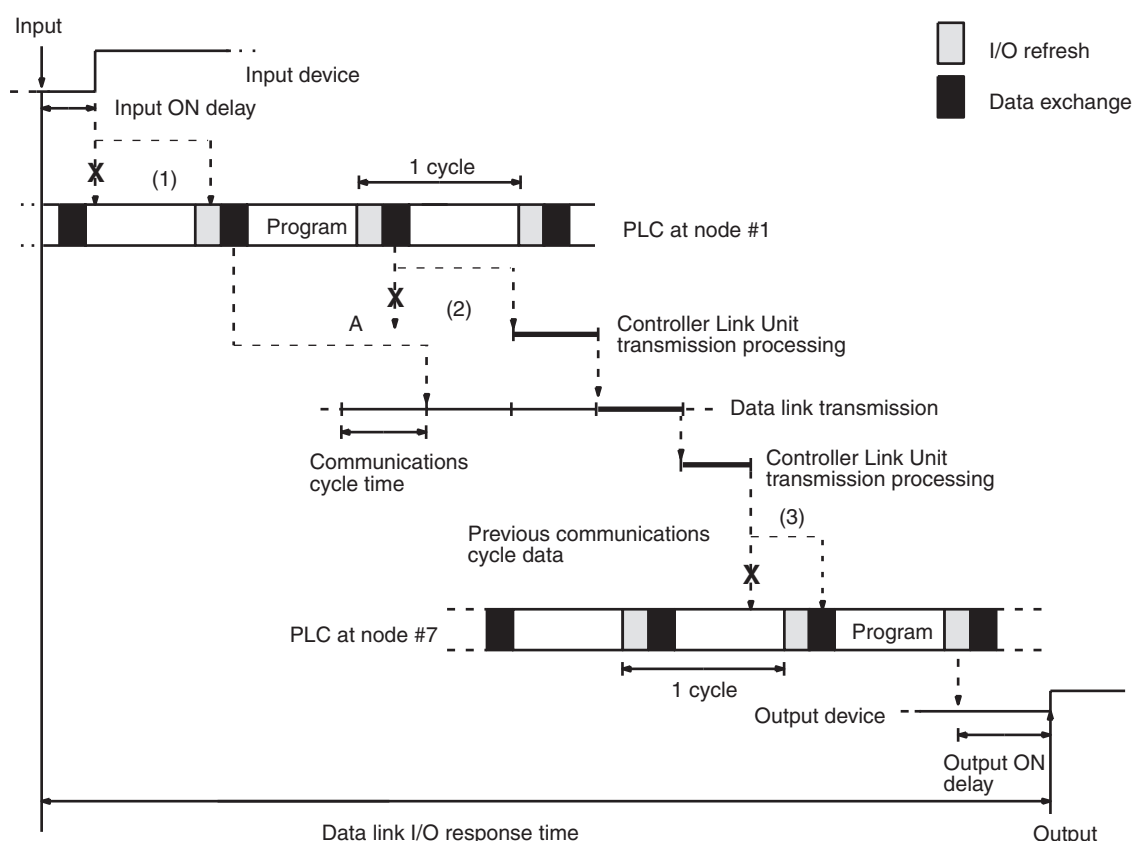 Input
I/O refresh
Input device
Data exchange
Input ON delay
X
(1)
1 cycle
Program
PLC at node #1
X
(2)
A
Controller Link Unit
transmission processing
Data link transmission
Communications
cycle time
Controller Link Unit
transmission processing
(3)
Previous communications
cycle data
X
PLC at node #7
Program
1 cycle
Output device
Output ON
delay
Data link I/O response time
Output